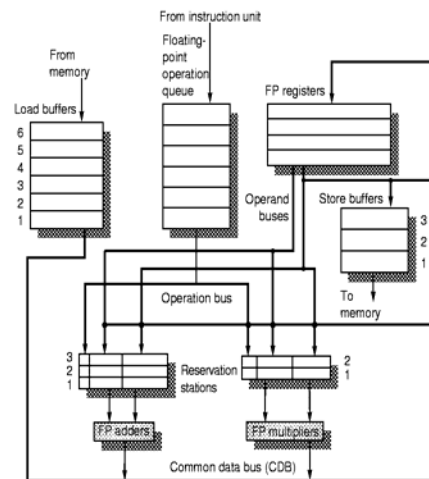 From instruction unit
From
memory
Floating-
point
operation
queue
FP registers
Load buffers
6
5
4
3
2
1
Operand
buses
Store buffers
3
2
1
To
memory
Operation bus
3
2
1
Reservation
stations
2
1
FP adders
FP multipliers
Common data bus (CDB)